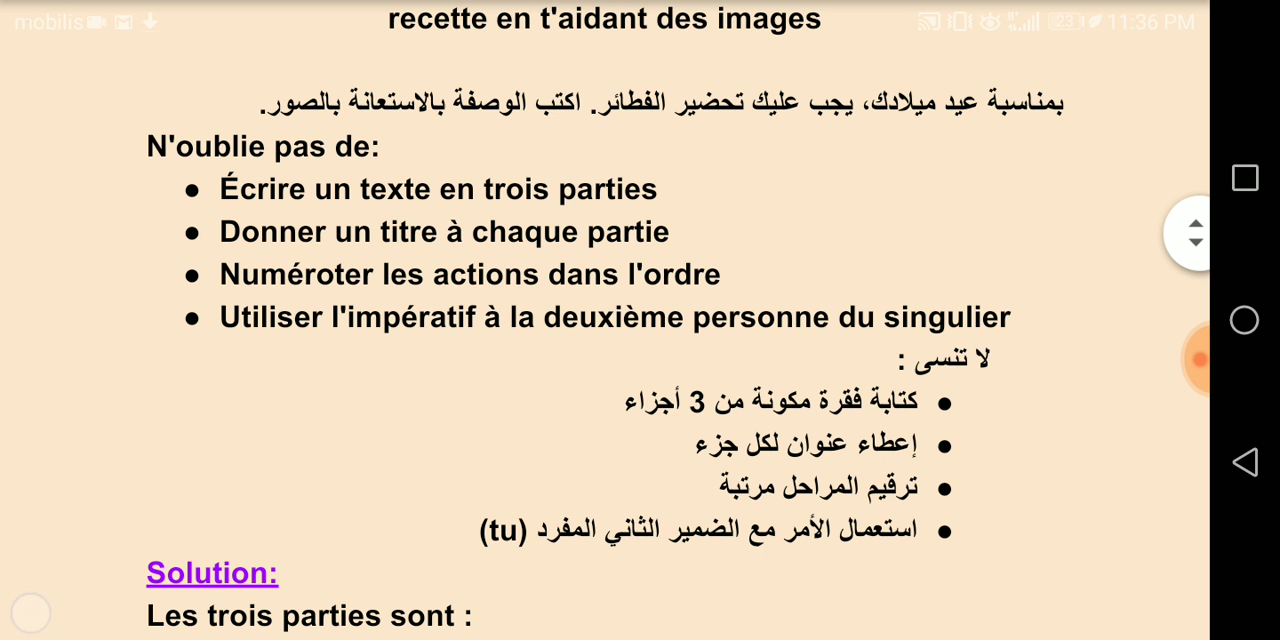 mobilis
23
11:36 PM
recette en t'aidant des images
بمناسبة عيد ميلادك، يجب عليك تحضير الفطائر. اكتب الوصفة بالاستعانة بالصور.
N'oublie pas de:
● Écrire un texte en trois parties
● Donner un titre à chaque partie
● Numéroter les actions dans l'ordre
● Utiliser l'impératif à la deuxième personne du singulier
لا تنسى :
● كتابة فقرة مكونة من 3 أجزاء
● إعطاء عنوان لكل جزء
● ترقيم المراحل مرتبة
● استعمال الأمر مع الضمير الثاني المفرد (tu)
Solution:
Les trois parties sont :